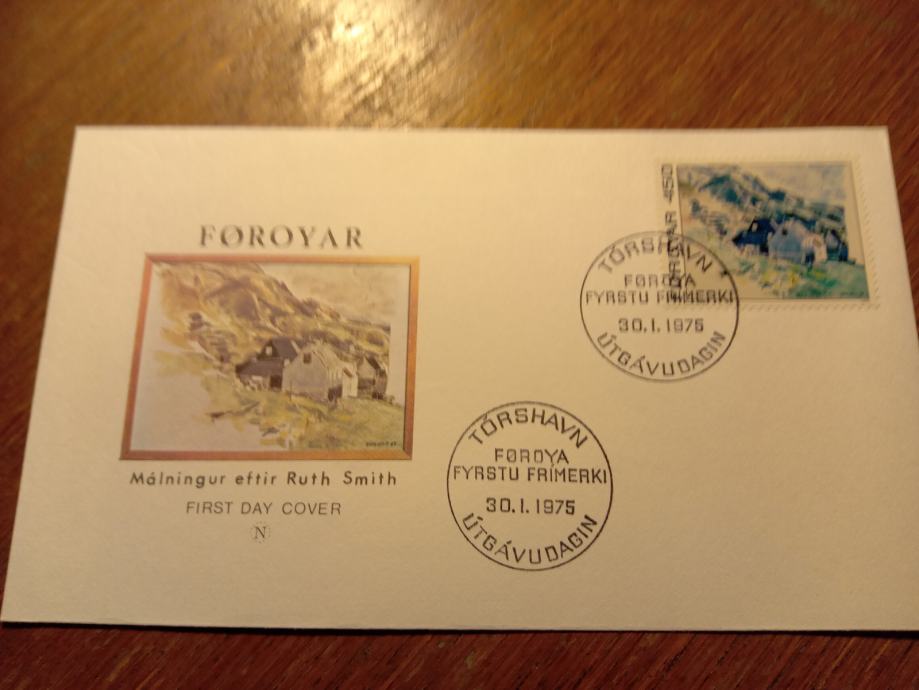 FØROYAR
Málningur eftir Ruth Smith
FIRST DAY COVER
N
FØROYAR 450
TÓRSHAVN
FØROYA
FYRSTU FRÍMERKI
30.1.1975
ÚTGÁVUDAGIN
TÓRSHAVN
FØROYA
FYRSTU FRÍMERKI
30.1.1975
ÚTGÁVUDAGIN